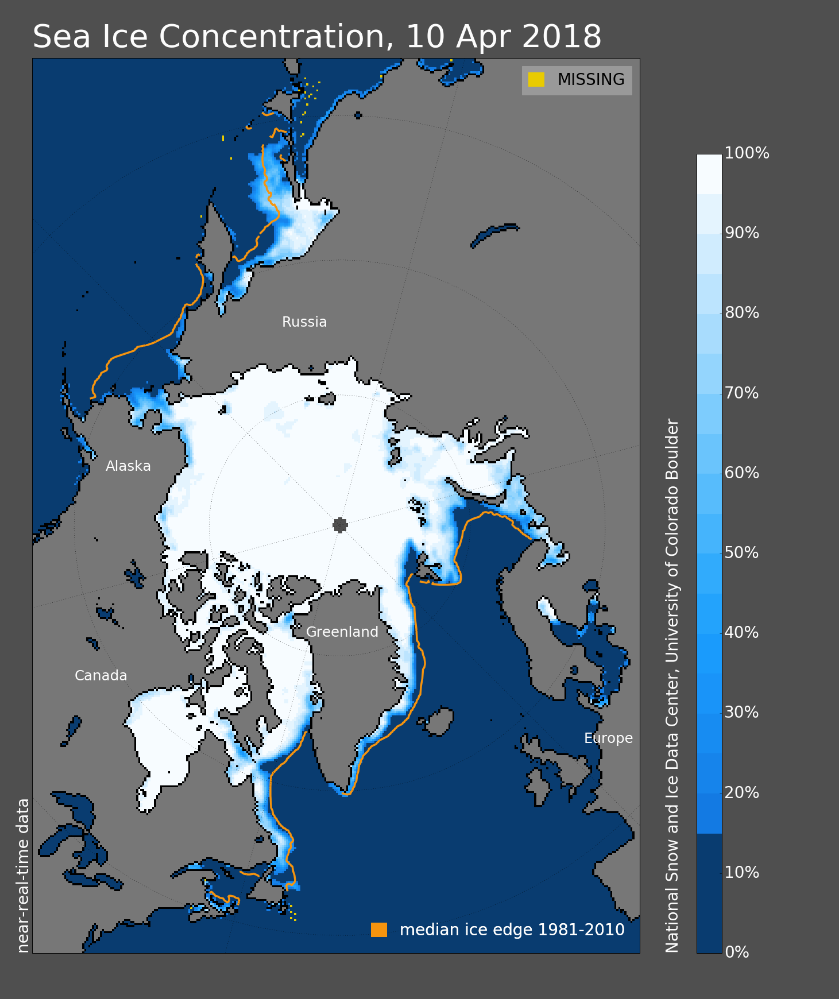 Sea Ice Concentration, 10 Apr 2018
MISSING
100%
90%
80%
70%
60%
50%
40%
30%
20%
10%
0%
Russia
Alaska
Greenland
Canada
Europe
median ice edge 1981-2010
near-real-time data
National Snow and Ice Data Center, University of Colorado Boulder